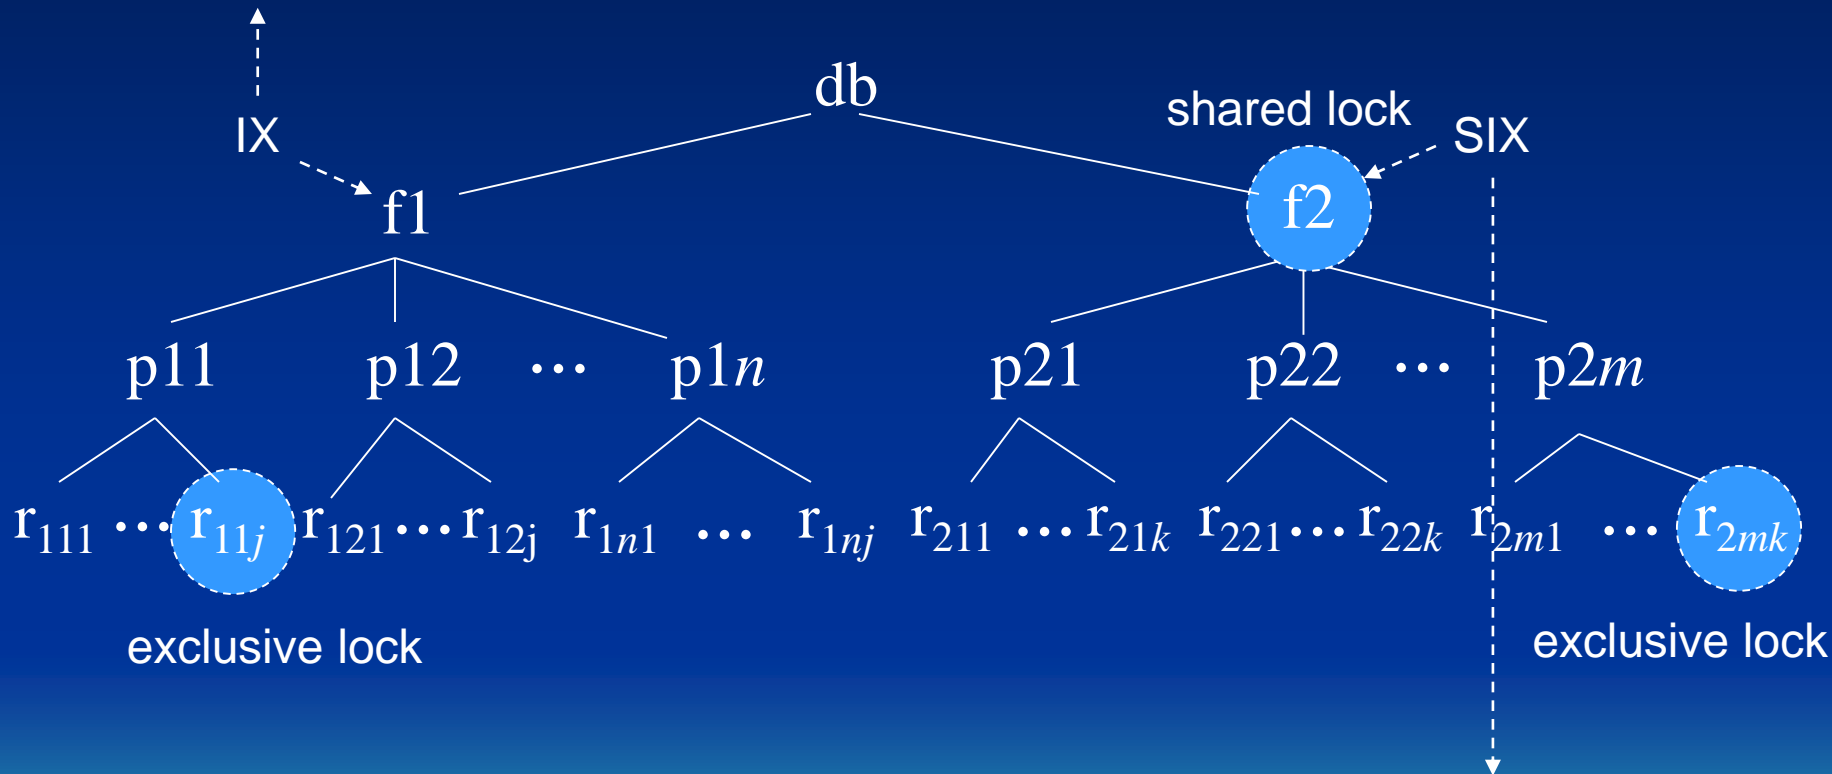 db
shared lock
IX
SIX
f1
f2
p11 p12 ... p1n p21 p22 ... p2m
r111 ... r11j r121 ... r12j r1n1 ... r1nj r211 ... r21k r221 ... r22k r2m1 ... r2mk
exclusive lock
exclusive lock